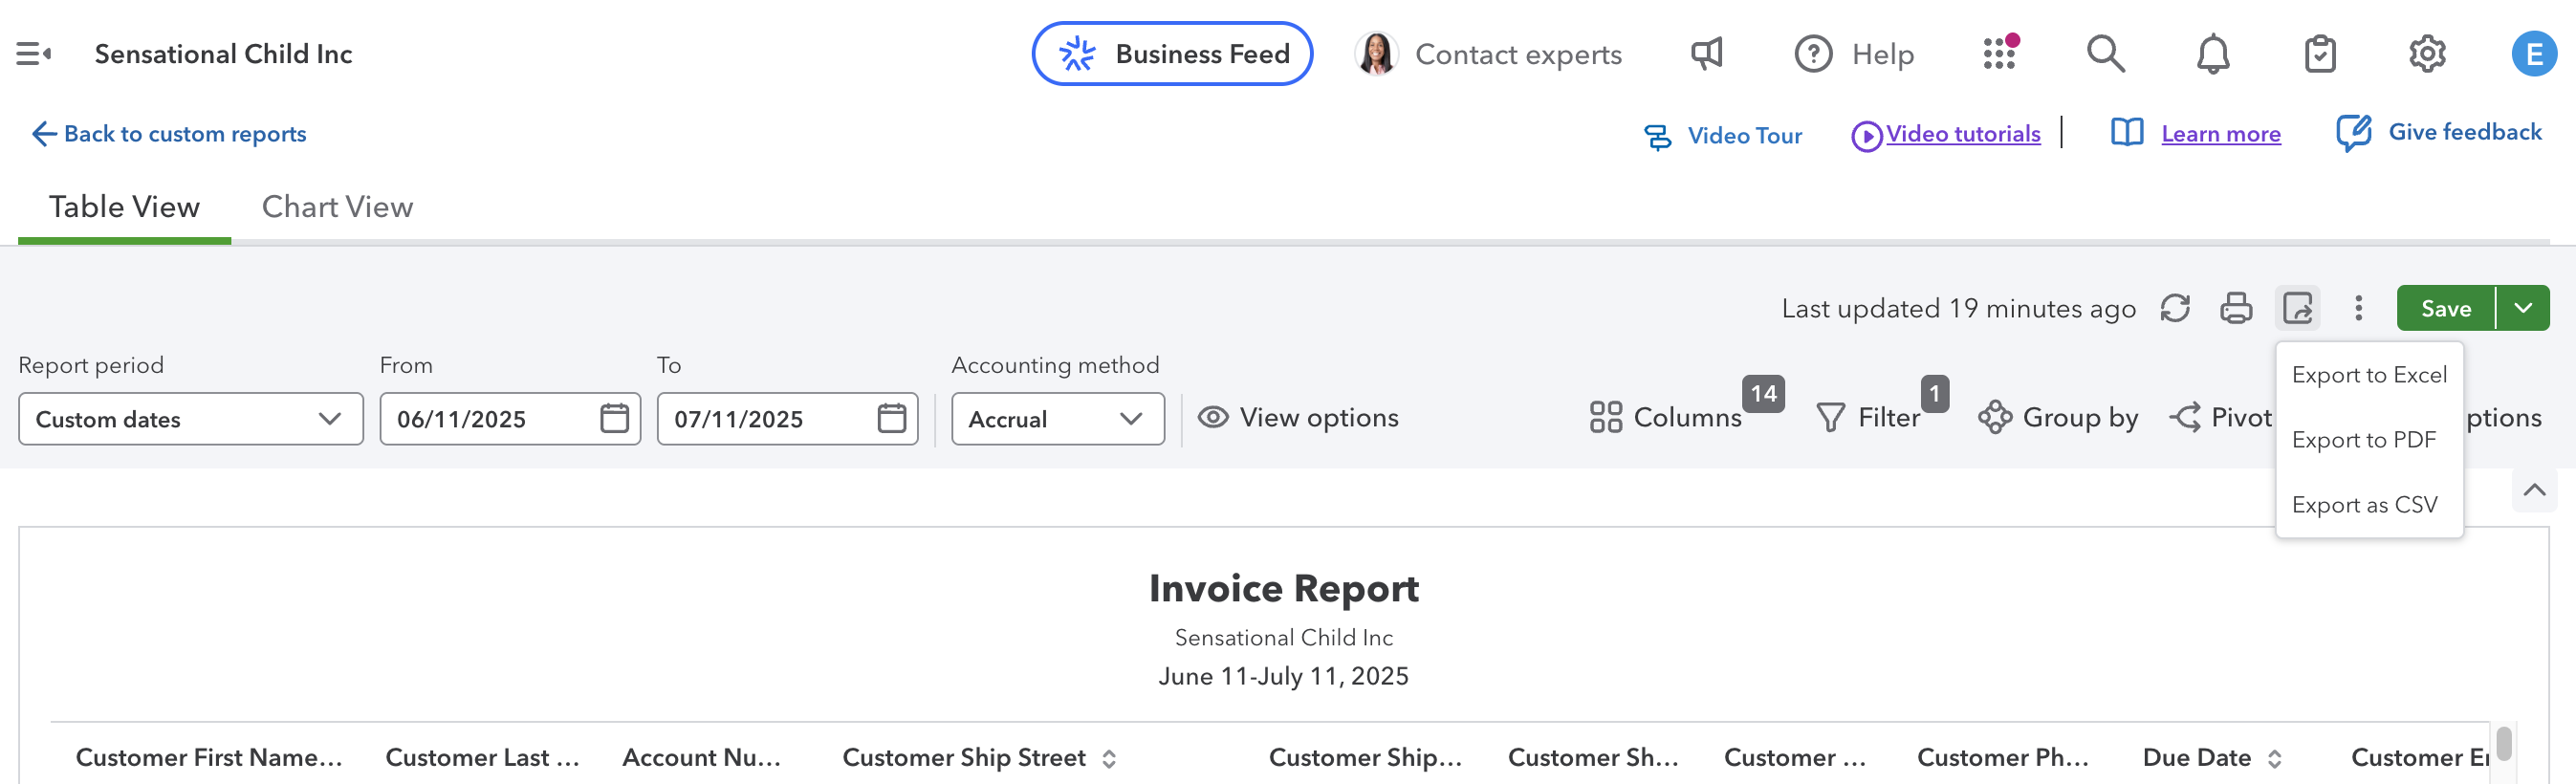 Sensational Child Inc
Business Feed
Contact experts
Help
E
Back to custom reports
Video Tour
Video tutorials
Learn more
Give feedback
Table View
Chart View
Last updated 19 minutes ago
Save
Report period
From
To
Accounting method
Custom dates
06/11/2025
07/11/2025
Accrual
View options
Columns
14
Filter
1
Group by
Pivot
ptions
Export to Excel
Export to PDF
Export as CSV
Invoice Report
Sensational Child Inc
June 11-July 11, 2025
Customer First Name...
Customer Last ...
Account Nu...
Customer Ship Street
Customer Ship...
Customer Sh...
Customer ...
Customer Ph...
Due Date
Customer